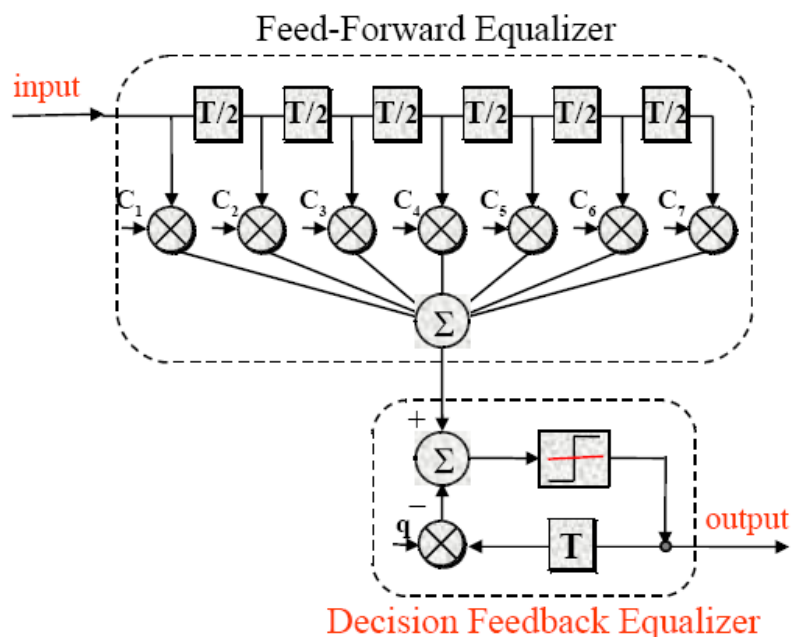 Feed-Forward Equalizer
input
T/2 T/2 T/2 T/2 T/2 T/2
C₁ C₂ C₃ C₄ C₅ C₆ C₇
Σ
+
Σ
−
q
T
output
Decision Feedback Equalizer